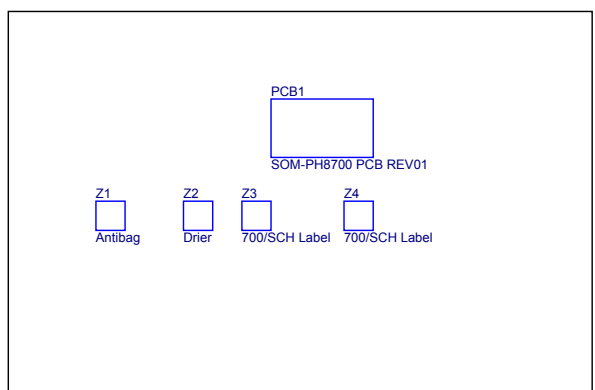 PCB1
SOM-PH8700 PCB REV01
Z1 Z2 Z3 Z4
Antibag Drier 700/SCH Label 700/SCH Label